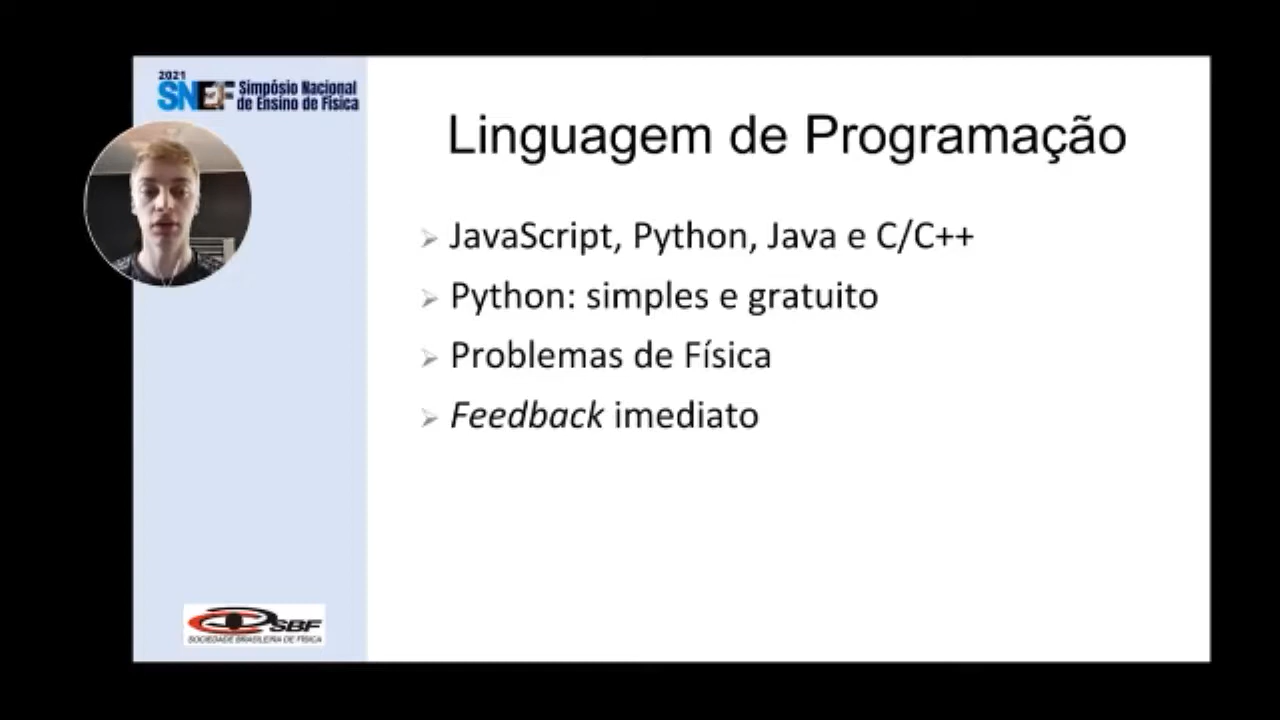 2021
SNEF Simpósio Nacional
de Ensino de Física
Linguagem de Programação
JavaScript, Python, Java e C/C++
Python: simples e gratuito
Problemas de Física
Feedback imediato
SBF
SOCIEDADE BRASILEIRA DE FÍSICA